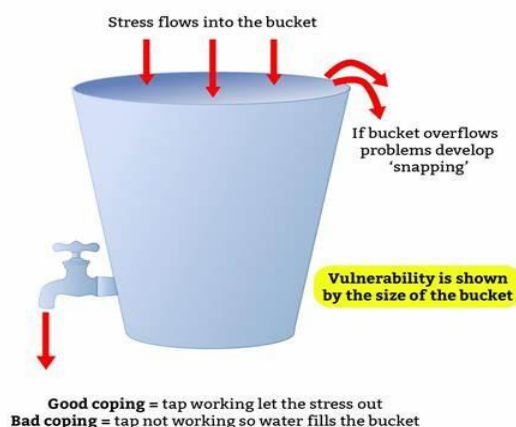 Stress flows into the bucket
If bucket overflows
problems develop
‘snapping’
Vulnerability is shown
by the size of the bucket
Good coping = tap working let the stress out
Bad coping = tap not working so water fills the bucket